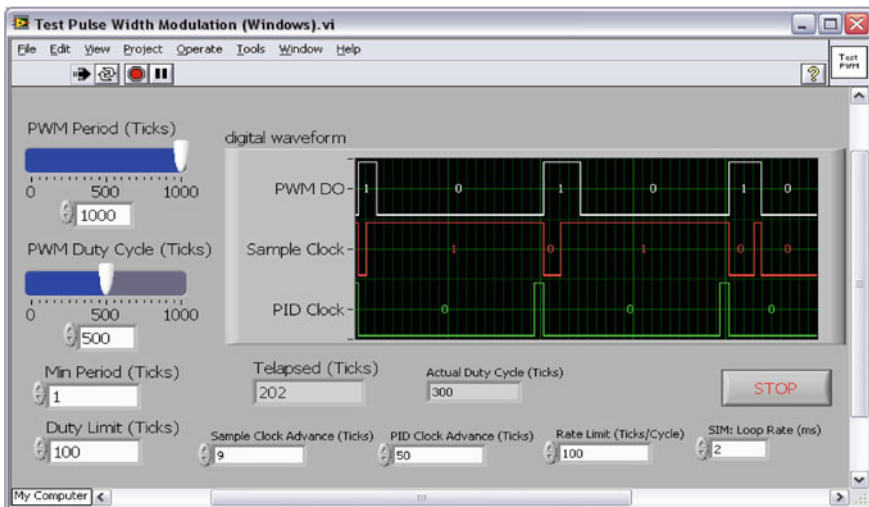 Test Pulse Width Modulation (Windows).vi
File Edit View Project Operate Tools Window Help
Test
PWM
?
PWM Period (Ticks)
0 500 1000
1000
PWM Duty Cycle (Ticks)
0 500 1000
500
digital waveform
PWM DO 1 0 1 0 1 0
Sample Clock 1 0 1 0 0
PID Clock 0 0 0
Min Period (Ticks)
1
Telapsed (Ticks)
202
Actual Duty Cycle (Ticks)
300
STOP
Duty Limit (Ticks)
100
Sample Clock Advance (Ticks)
9
PID Clock Advance (Ticks)
50
Rate Limit (Ticks/Cycle)
100
SIM: Loop Rate (ms)
2
My Computer